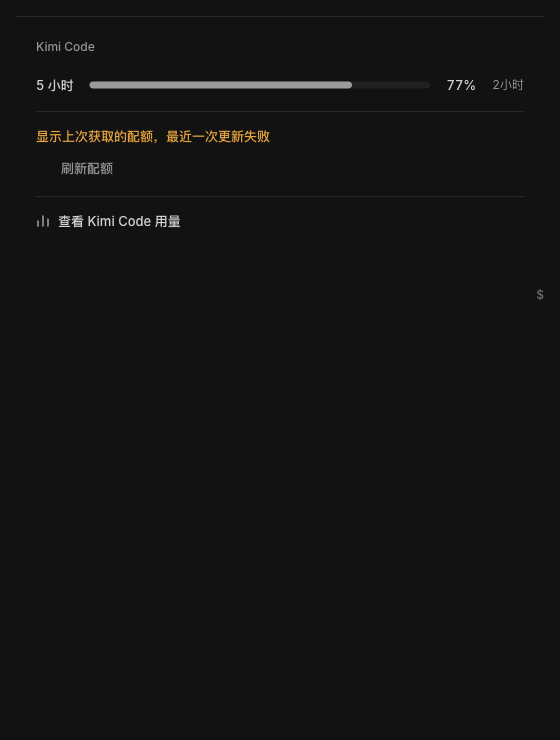 Kimi Code
5 小时 77% 2小时
显示上次获取的配额，最近一次更新失败
刷新配额
查看 Kimi Code 用量
$